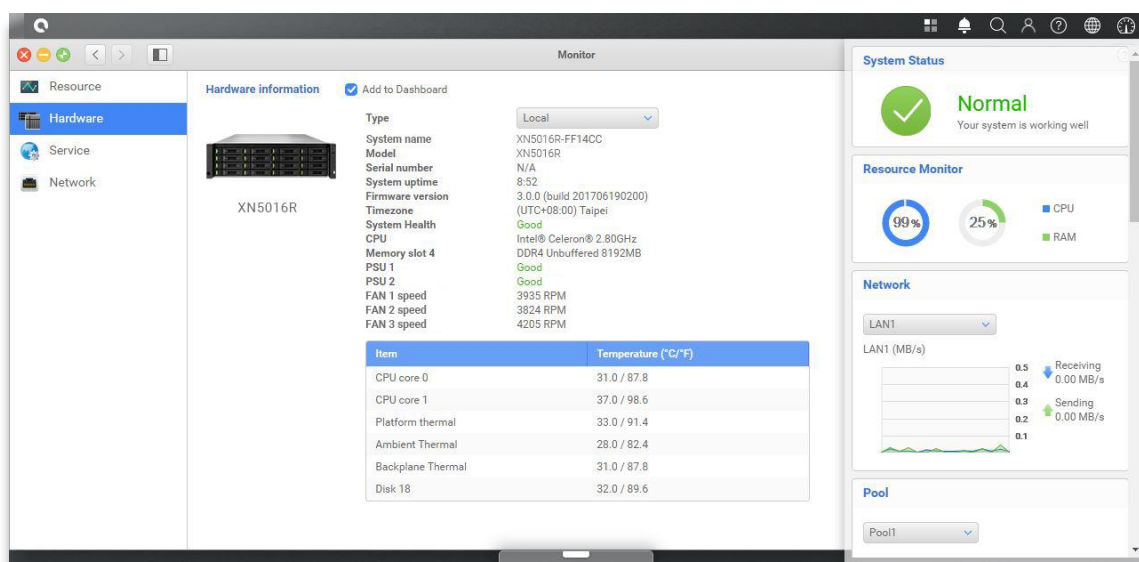 Monitor
Resource
Hardware
Service
Network
Hardware information
Add to Dashboard
XN5016R
Type Local
System name XN5016R-FF14CC
Model XN5016R
Serial number N/A
System uptime 8:52
Firmware version 3.0.0 (build 201706190200)
Timezone (UTC+08:00) Taipei
System Health Good
CPU Intel® Celeron® 2.80GHz
Memory slot 4 DDR4 Unbuffered 8192MB
PSU 1 Good
PSU 2 Good
FAN 1 speed 3935 RPM
FAN 2 speed 3824 RPM
FAN 3 speed 4205 RPM
Item Temperature (°C/°F)
CPU core 0 31.0 / 87.8
CPU core 1 37.0 / 98.6
Platform thermal 33.0 / 91.4
Ambient Thermal 28.0 / 82.4
Backplane Thermal 31.0 / 87.8
Disk 18 32.0 / 89.6
System Status
Normal
Your system is working well
Resource Monitor
99%
25%
CPU
RAM
Network
LAN1
LAN1 (MB/s)
0.5
0.4
0.3
0.2
0.1
Receiving
0.00 MB/s
Sending
0.00 MB/s
Pool
Pool1